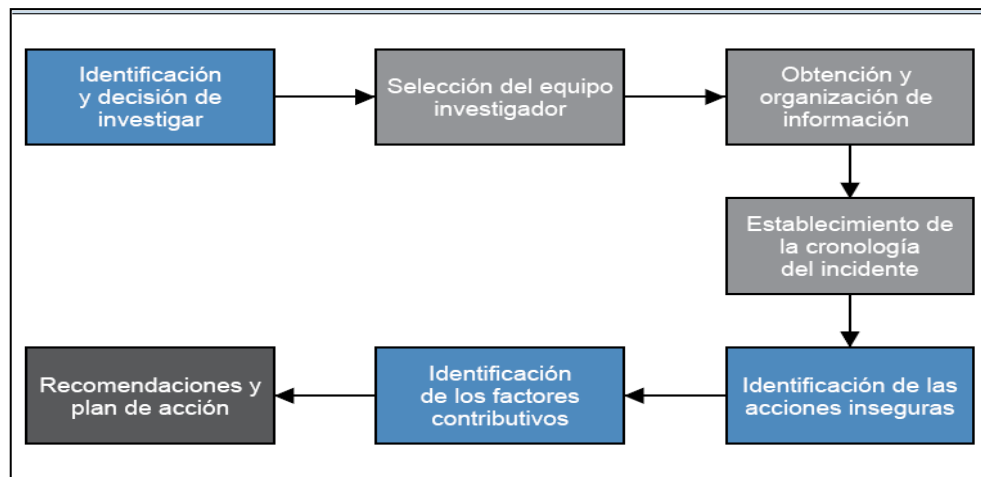 Identificación
y decisión de
investigar
Selección del equipo
investigador
Obtención y
organización de
información
Establecimiento de
la cronología
del incidente
Identificación de las
acciones inseguras
Identificación
de los factores
contributivos
Recomendaciones y
plan de acción